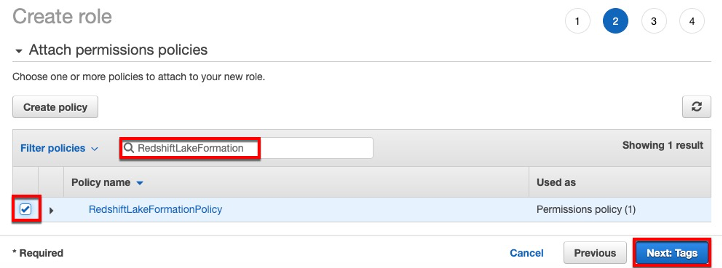 Create role
1 2 3 4
Attach permissions policies
Choose one or more policies to attach to your new role.
Create policy
Filter policies RedshiftLakeFormation Showing 1 result
Policy name Used as
RedshiftLakeFormationPolicy Permissions policy (1)
* Required Cancel Previous Next: Tags